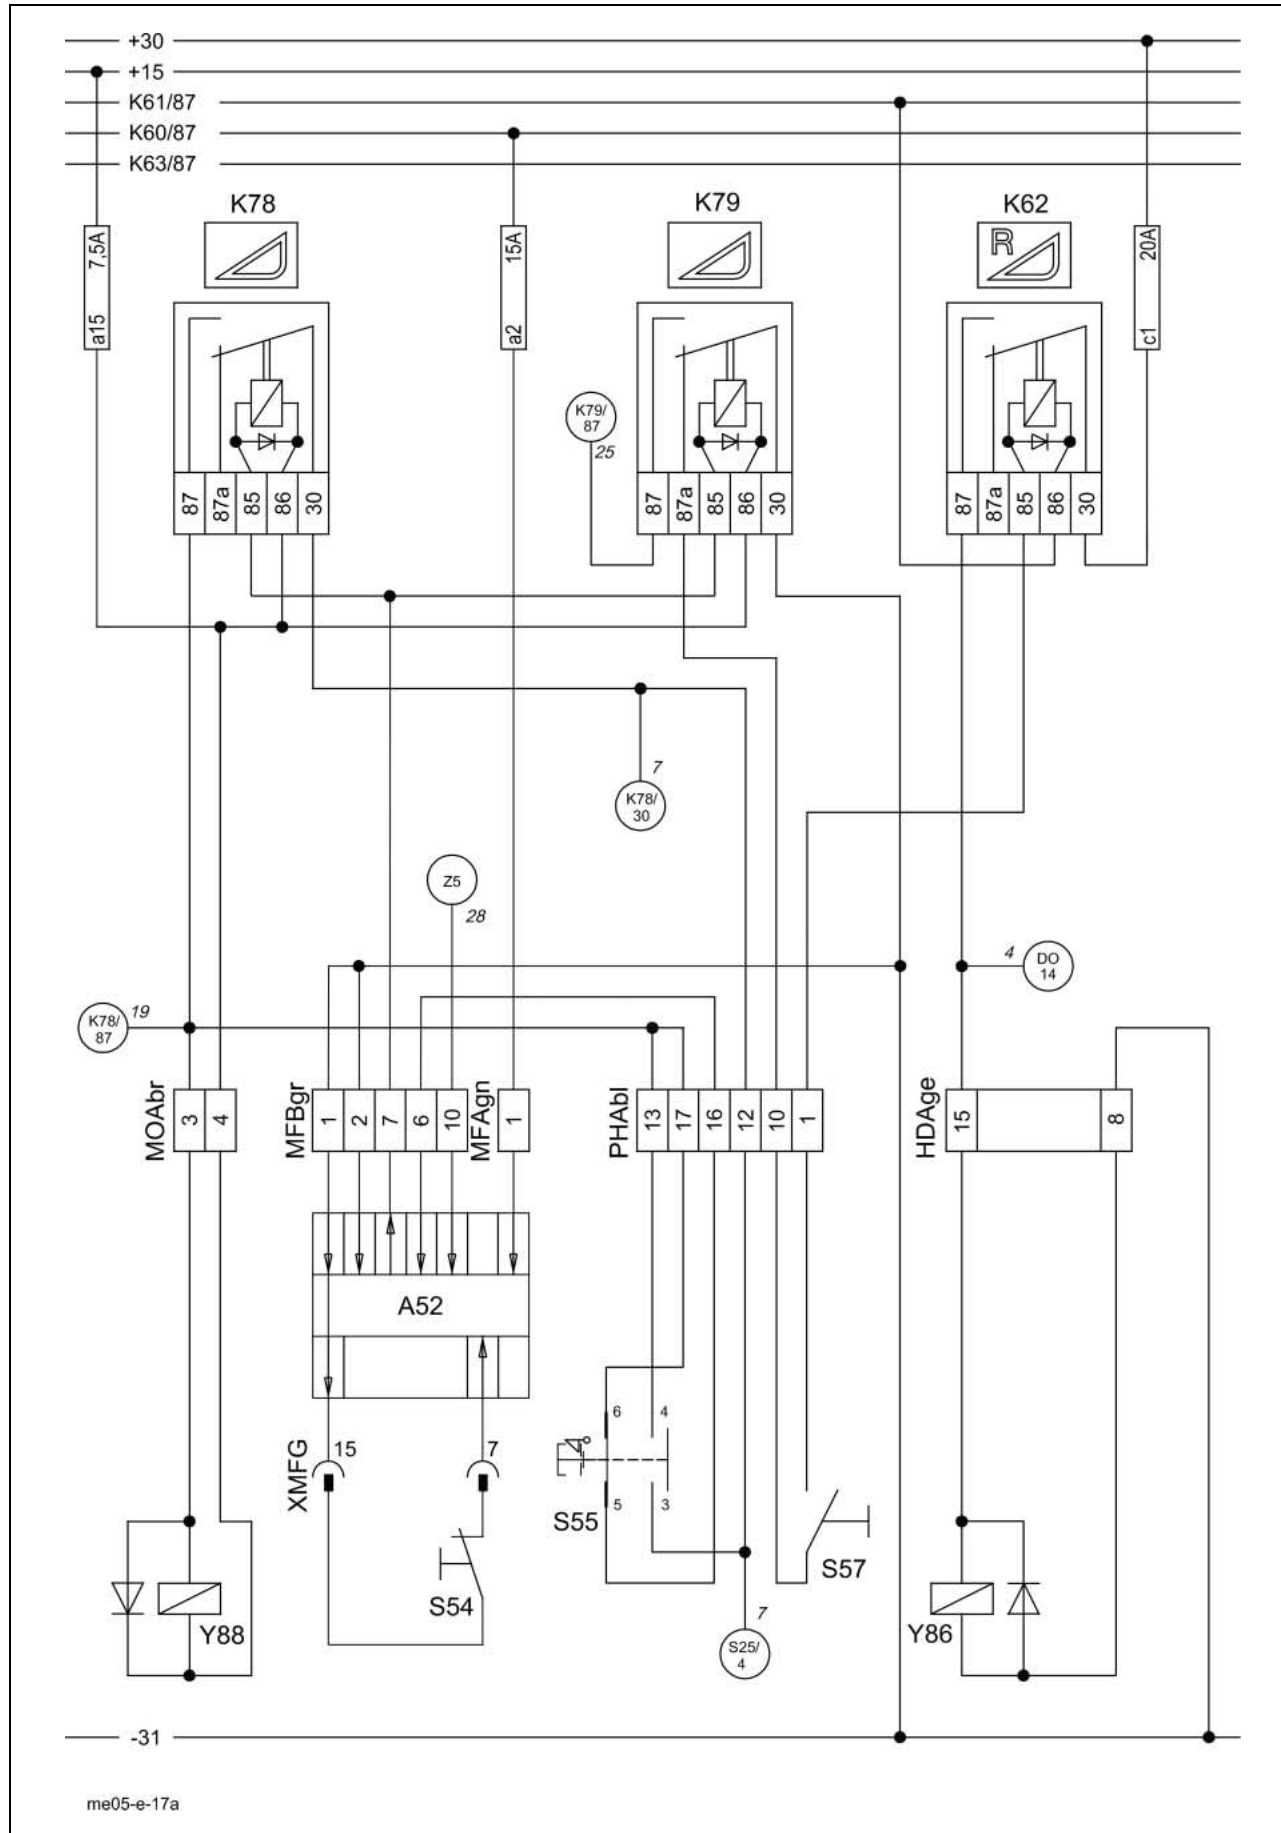 +30
+15
K61/87
K60/87
K63/87
K78
K79
K62
R
a15 7,5A
a2 15A
c1 20A
K79/
87
25
87 87a 85 86 30
87 87a 85 86 30
87 87a 85 86 30
7
K78/
30
Z5
28
4
DO
14
K78/
87
19
MOAbr 3 4
MFBgr 1 2 7 6 10
MFAgn 1
PHAbl 13 17 16 12 10 1
HDAge 15 8
A52
XMFG 15 7
6 4
5 3
S55
S57
S54
Y88
Y86
7
S25/
4
-31
me05-e-17a